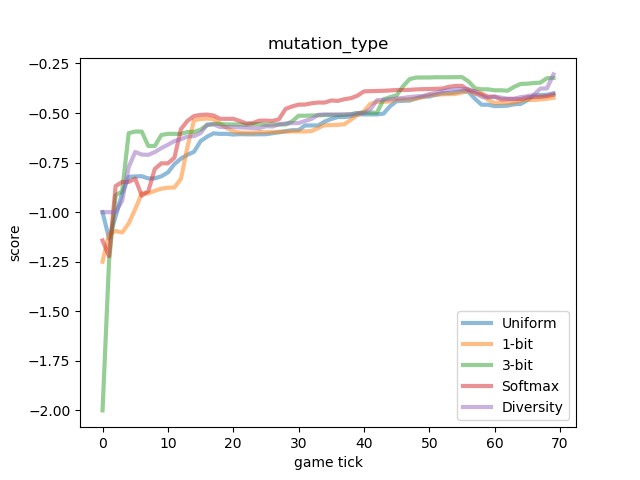 mutation_type
score
−0.25
−0.50
−0.75
−1.00
−1.25
−1.50
−1.75
−2.00
Uniform
1-bit
3-bit
Softmax
Diversity
0 10 20 30 40 50 60 70
game tick